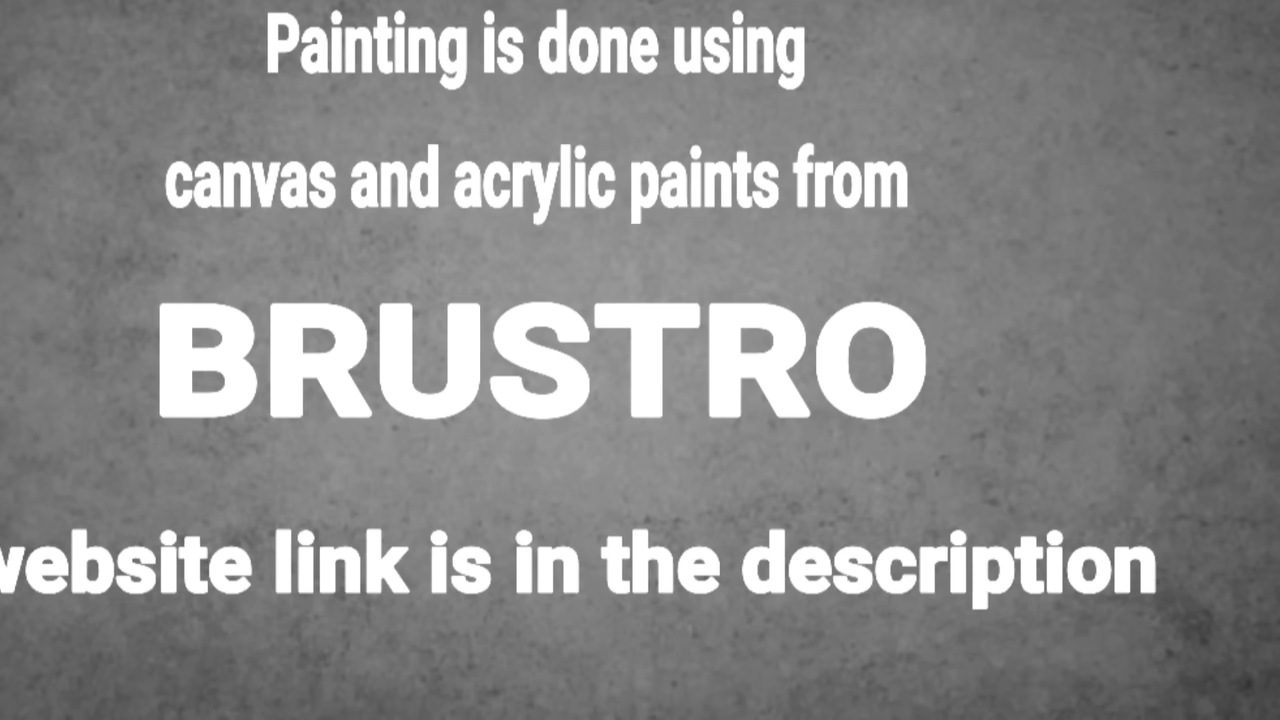 Painting is done using
canvas and acrylic paints from
BRUSTRO
website link is in the description